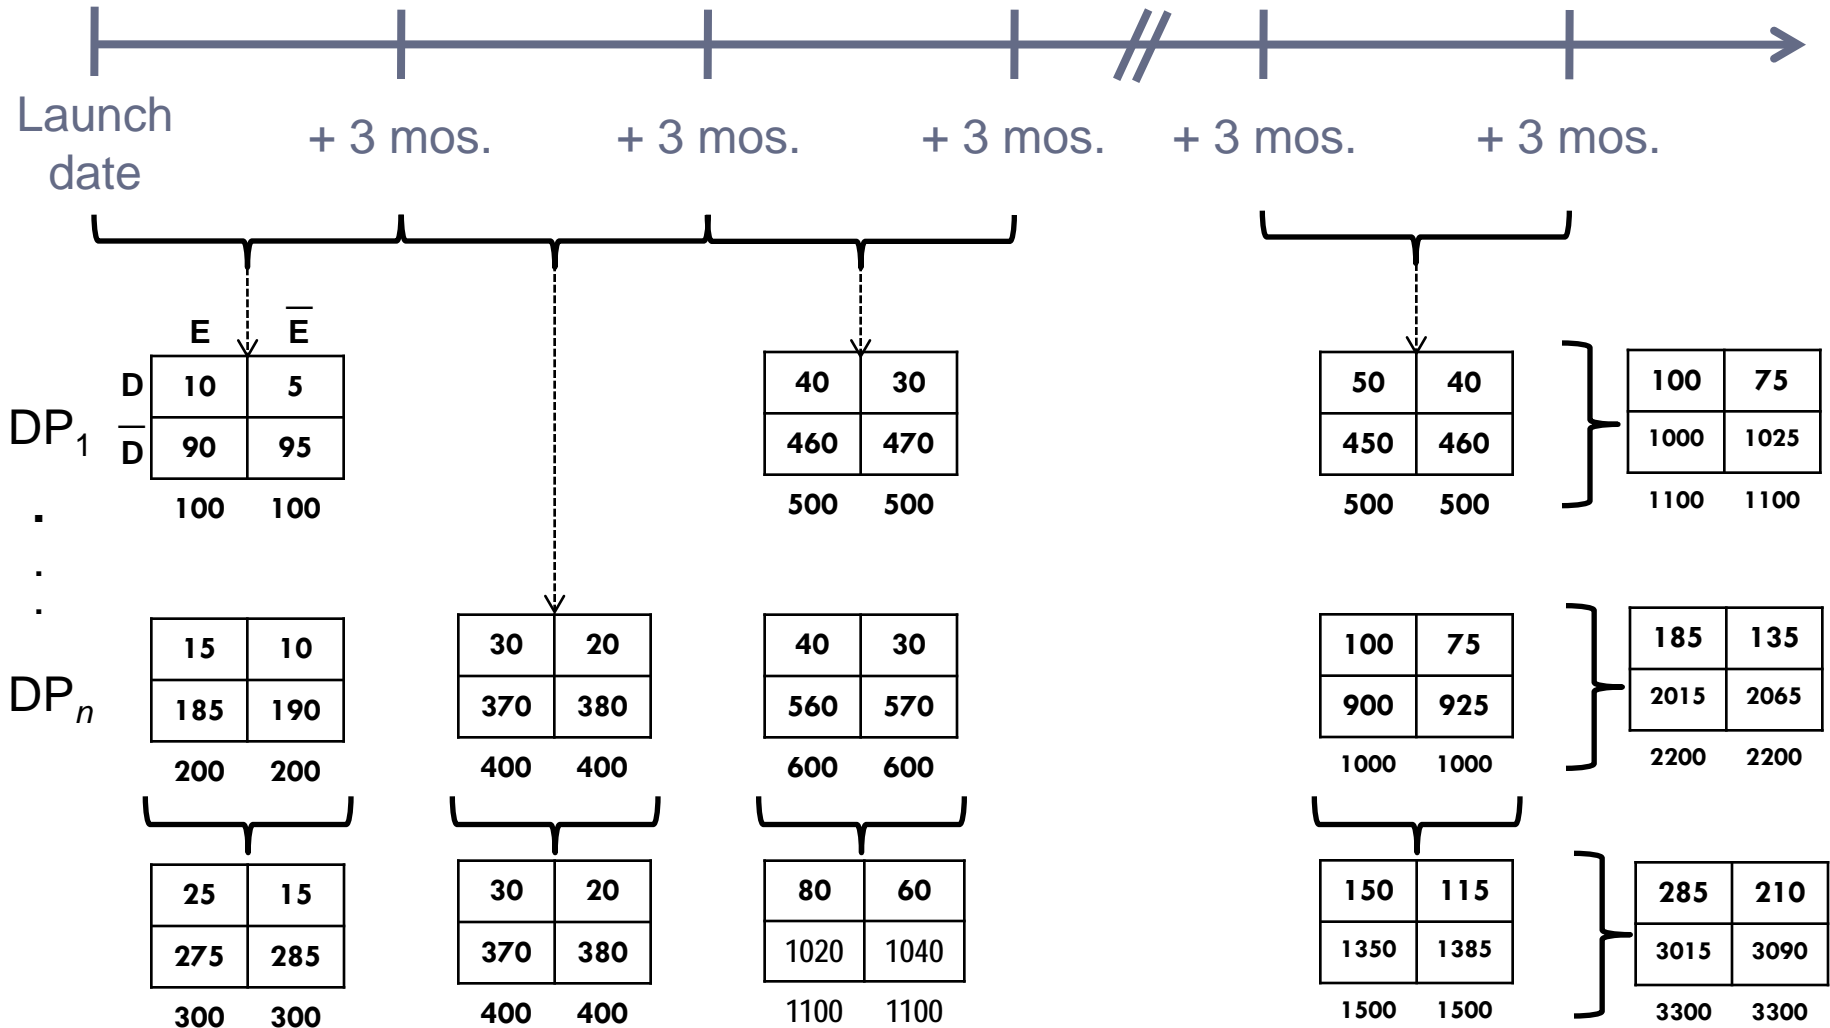 Launch
date
+ 3 mos. + 3 mos. + 3 mos. + 3 mos. + 3 mos.
E E̅
D 10 5 40 30 50 40 100 75
DP1
D̅ 90 95 460 470 450 460 1000 1025
100 100 500 500 500 500 1100 1100
.
.
.
15 10 30 20 40 30 100 75 185 135
DPn
185 190 370 380 560 570 900 925 2015 2065
200 200 400 400 600 600 1000 1000 2200 2200
25 15 30 20 80 60 150 115 285 210
275 285 370 380 1020 1040 1350 1385 3015 3090
300 300 400 400 1100 1100 1500 1500 3300 3300